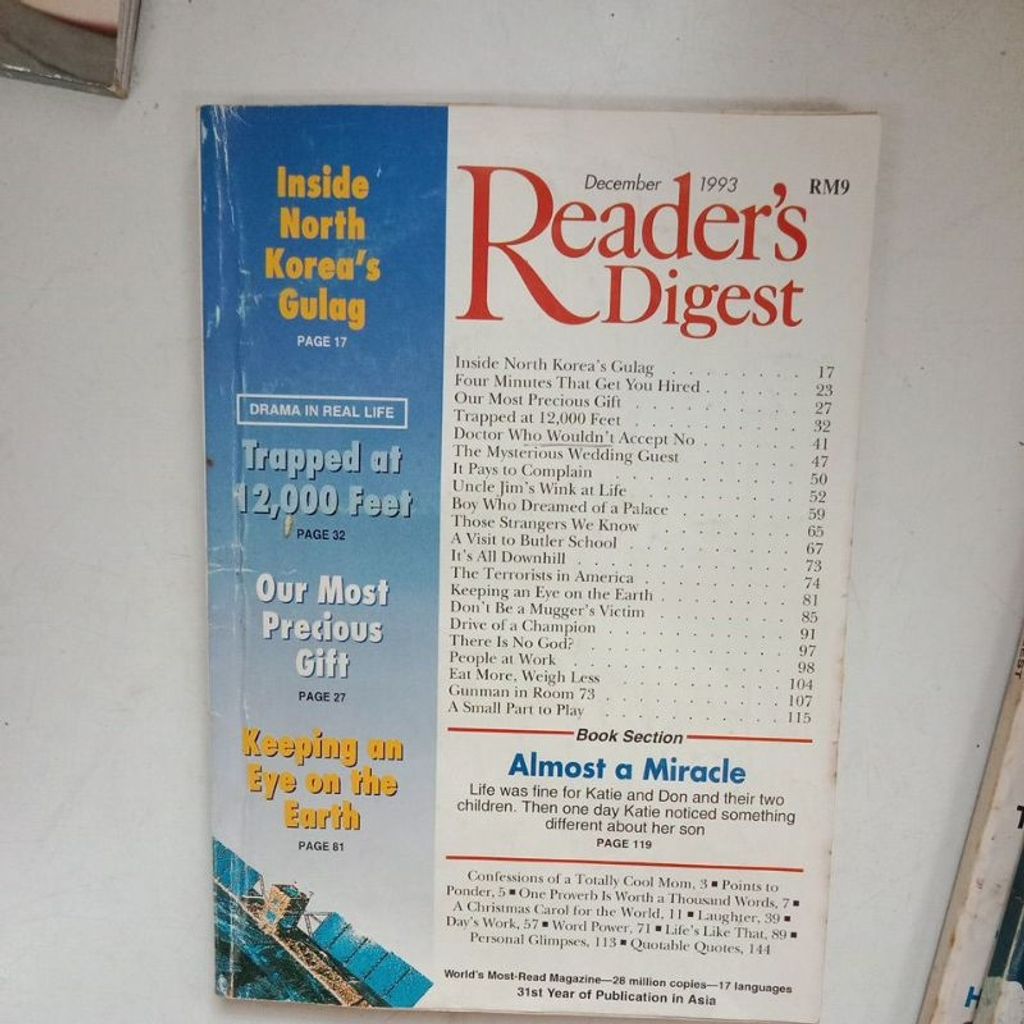 Inside
North
Korea's
Gulag
PAGE 17
DRAMA IN REAL LIFE
Trapped at
12,000 Feet
PAGE 32
Our Most
Precious
Gift
PAGE 27
Keeping an
Eye on the
Earth
PAGE 81
December 1993 RM9
Reader's
Digest
Inside North Korea's Gulag . . . . . . . . 17
Four Minutes That Get You Hired . . . . . . 23
Our Most Precious Gift . . . . . . . . . 27
Trapped at 12,000 Feet . . . . . . . . . 32
Doctor Who Wouldn't Accept No . . . . . . 41
The Mysterious Wedding Guest . . . . . . 47
It Pays to Complain . . . . . . . . . . 50
Uncle Jim's Wink at Life . . . . . . . . . 52
Boy Who Dreamed of a Palace . . . . . . . 59
Those Strangers We Know . . . . . . . . 65
A Visit to Butler School . . . . . . . . . 67
It's All Downhill . . . . . . . . . . . 73
The Terrorists in America . . . . . . . . 74
Keeping an Eye on the Earth . . . . . . . . 81
Don't Be a Mugger's Victim . . . . . . . . 85
Drive of a Champion . . . . . . . . . . 91
There Is No God? . . . . . . . . . . . 97
People at Work . . . . . . . . . . . 98
Eat More, Weigh Less . . . . . . . . . . 104
Gunman in Room 73 . . . . . . . . . . 107
A Small Part to Play . . . . . . . . . . 115
Book Section
Almost a Miracle
Life was fine for Katie and Don and their two
children. Then one day Katie noticed something
different about her son
PAGE 119
Confessions of a Totally Cool Mom, 3 ■ Points to
Ponder, 5 ■ One Proverb Is Worth a Thousand Words, 7 ■
A Christmas Carol for the World, 11 ■ Laughter, 39 ■
Day's Work, 57 ■ Word Power, 71 ■ Life's Like That, 89 ■
Personal Glimpses, 113 ■ Quotable Quotes, 144
World's Most-Read Magazine—28 million copies—17 languages
31st Year of Publication in Asia